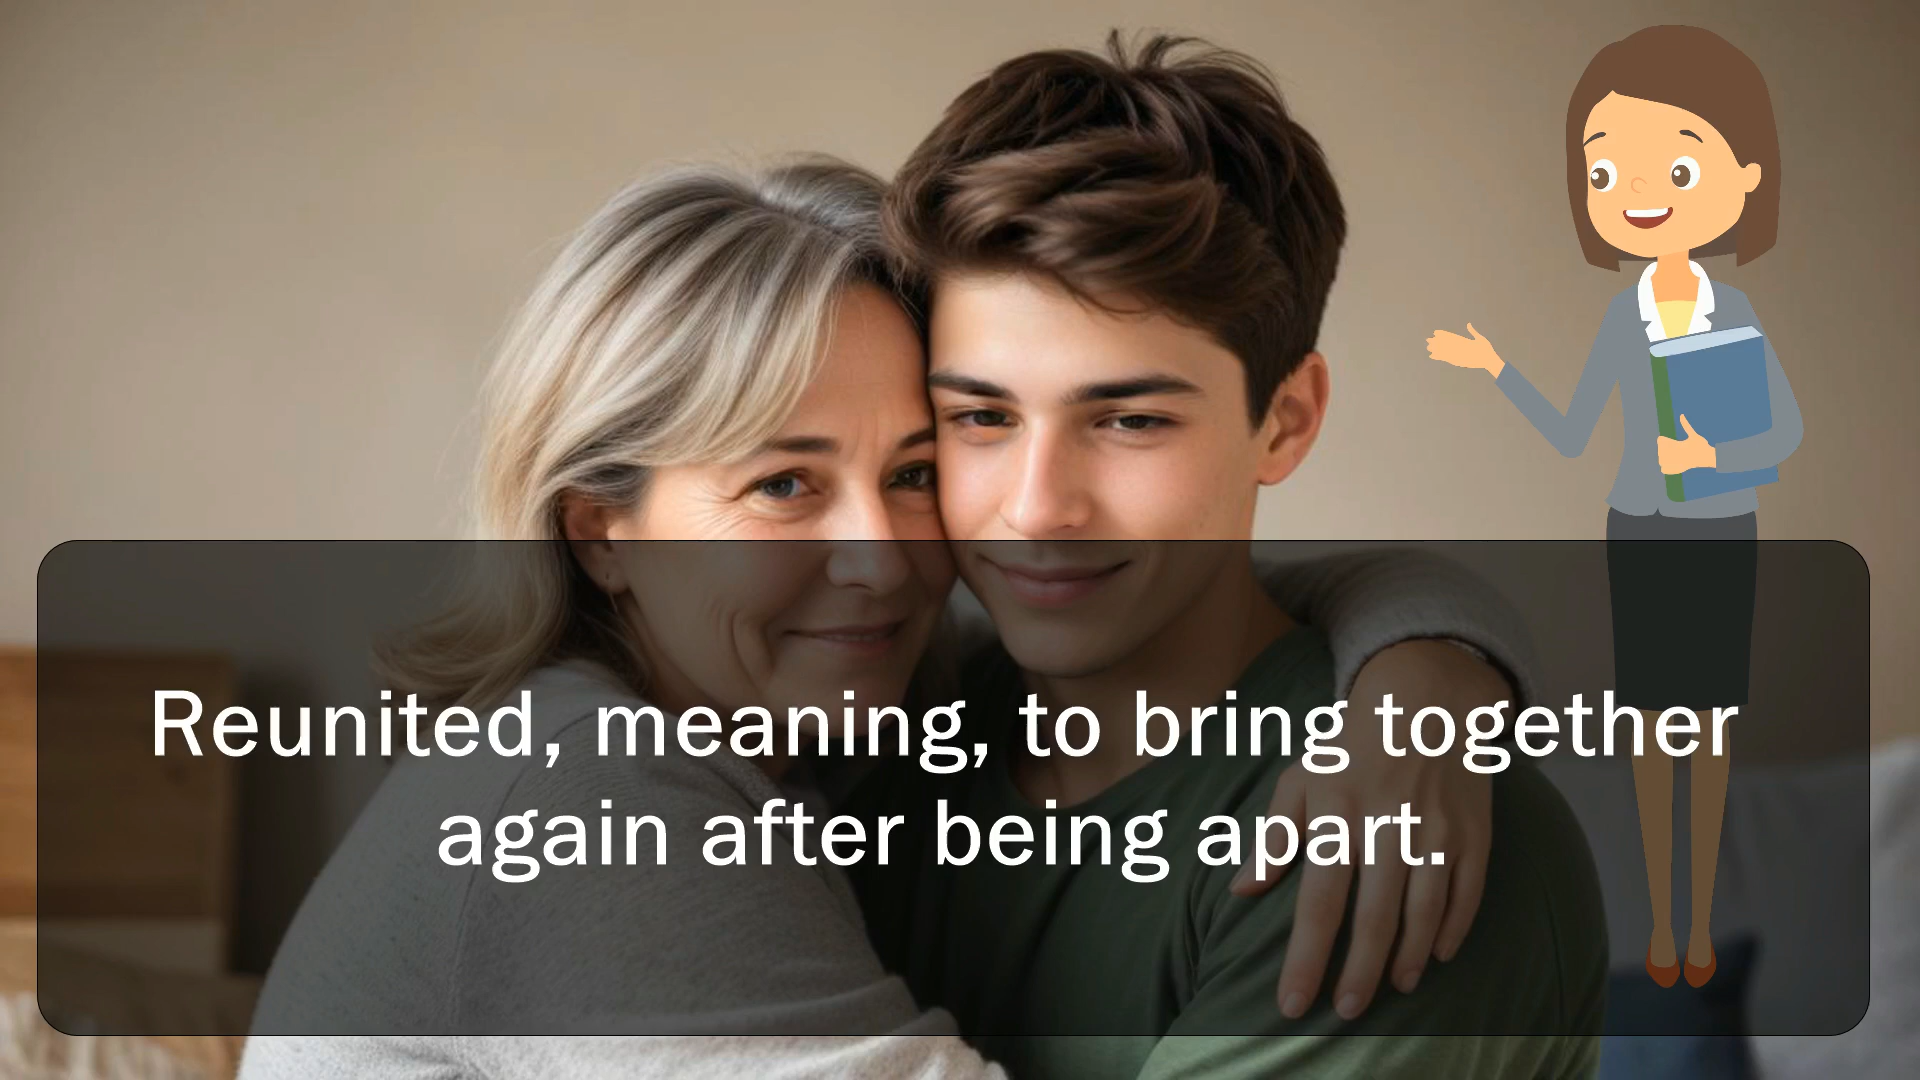 Reunited, meaning, to bring together
again after being apart.